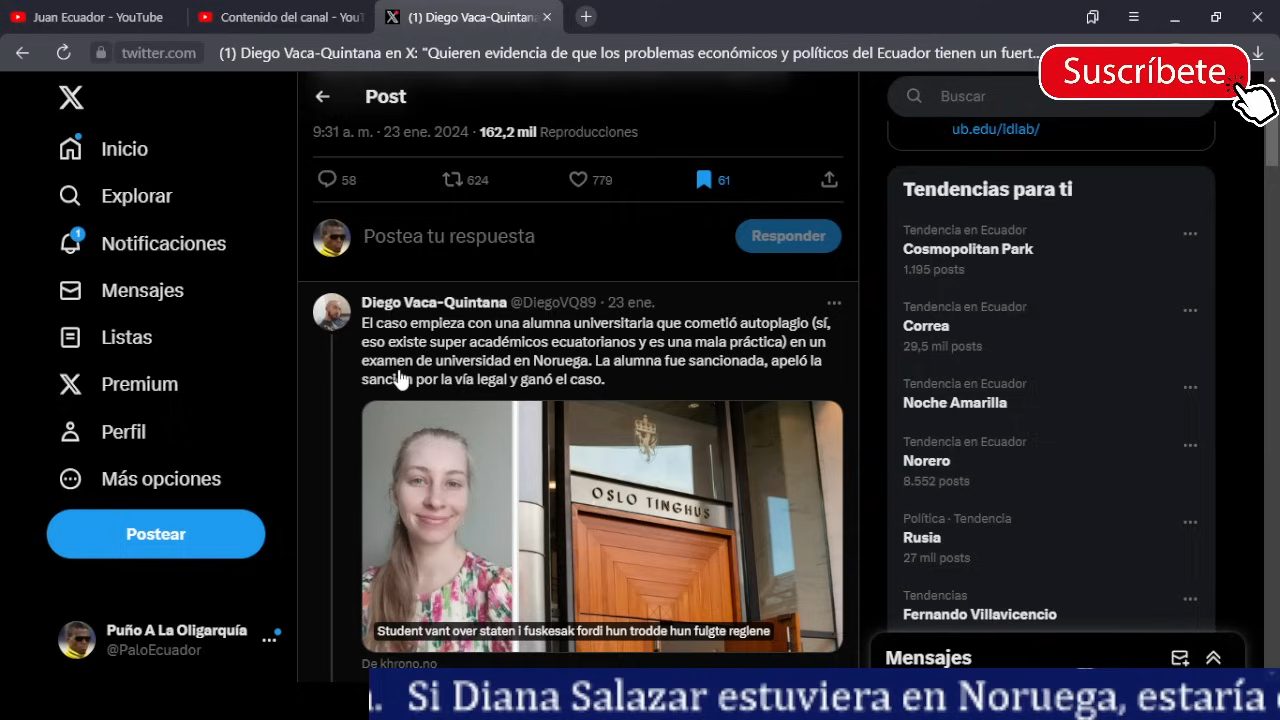 Juan Ecuador - YouTube
Contenido del canal - YouT
(1) Diego Vaca-Quintana
twitter.com
(1) Diego Vaca-Quintana en X: "Quieren evidencia de que los problemas económicos y políticos del Ecuador tienen un fuert...
Suscríbete
Inicio
Explorar
Notificaciones
1
Mensajes
Listas
Premium
Perfil
Más opciones
Postear
Puño A La Oligarquía
@PaloEcuador
Post
9:31 a. m. · 23 ene. 2024 · 162,2 mil Reproducciones
58
624
779
61
Postea tu respuesta
Responder
Diego Vaca-Quintana @DiegoVQ89 · 23 ene.
El caso empieza con una alumna universitaria que cometió autoplagio (sí,
eso existe super académicos ecuatorianos y es una mala práctica) en un
examen de universidad en Noruega. La alumna fue sancionada, apeló la
sanción por la vía legal y ganó el caso.
OSLO TINGHUS
Student vant over staten i fuskesak fordi hun trodde hun fulgte reglene
De khrono.no
Buscar
ub.edu/idlab/
Tendencias para ti
Tendencia en Ecuador
Cosmopolitan Park
1.195 posts
Tendencia en Ecuador
Correa
29,5 mil posts
Tendencia en Ecuador
Noche Amarilla
Tendencia en Ecuador
Norero
8.552 posts
Política · Tendencia
Rusia
27 mil posts
Tendencias
Fernando Villavicencio
Mensajes
Si Diana Salazar estuviera en Noruega, estaría